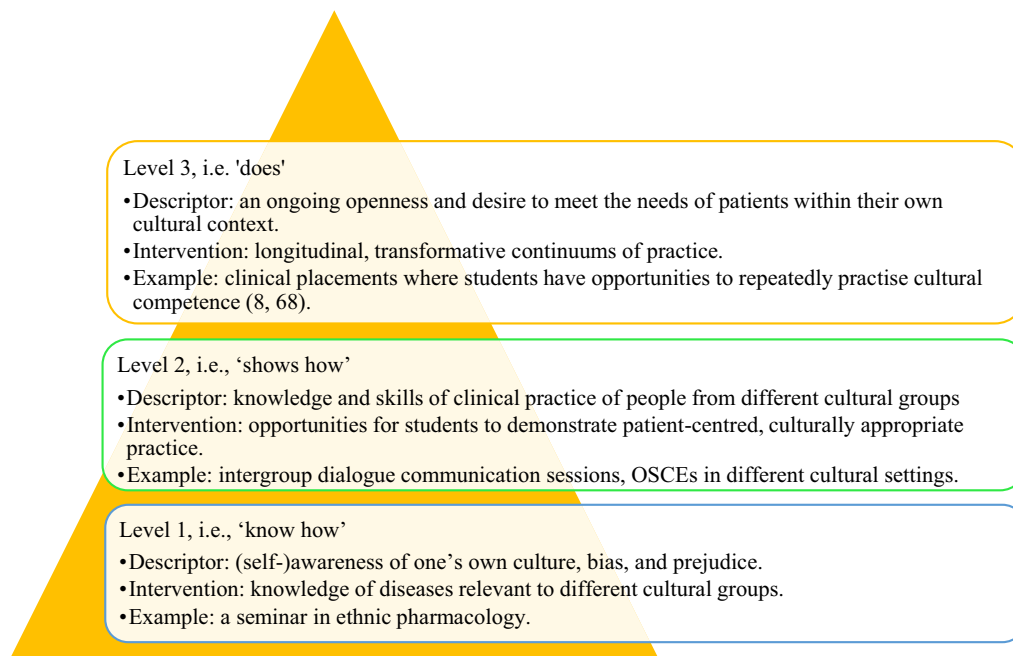 Level 3, i.e. 'does'
•Descriptor: an ongoing openness and desire to meet the needs of patients within their own
cultural context.
•Intervention: longitudinal, transformative continuums of practice.
•Example: clinical placements where students have opportunities to repeatedly practise cultural
competence (8, 68).
Level 2, i.e., ‘shows how’
•Descriptor: knowledge and skills of clinical practice of people from different cultural groups
•Intervention: opportunities for students to demonstrate patient-centred, culturally appropriate
practice.
•Example: intergroup dialogue communication sessions, OSCEs in different cultural settings.
Level 1, i.e., ‘know how’
•Descriptor: (self-)awareness of one’s own culture, bias, and prejudice.
•Intervention: knowledge of diseases relevant to different cultural groups.
•Example: a seminar in ethnic pharmacology.